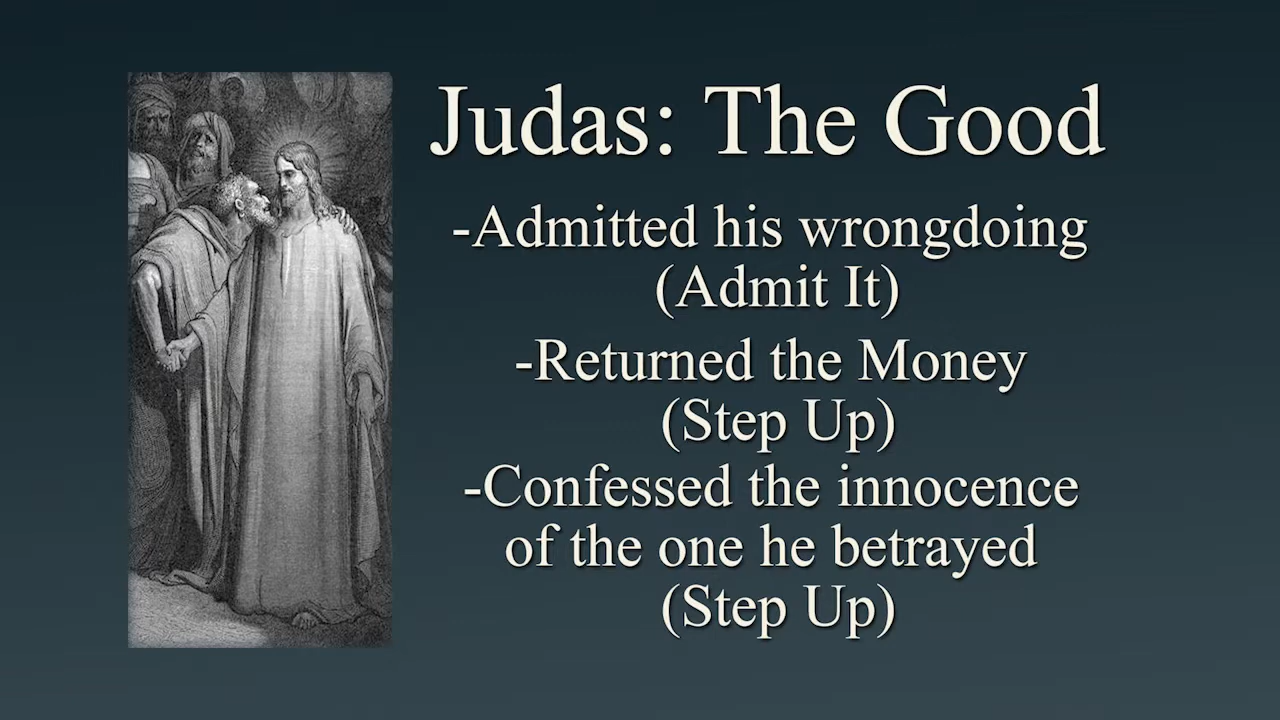 Judas: The Good
-Admitted his wrongdoing
(Admit It)
-Returned the Money
(Step Up)
-Confessed the innocence
of the one he betrayed
(Step Up)